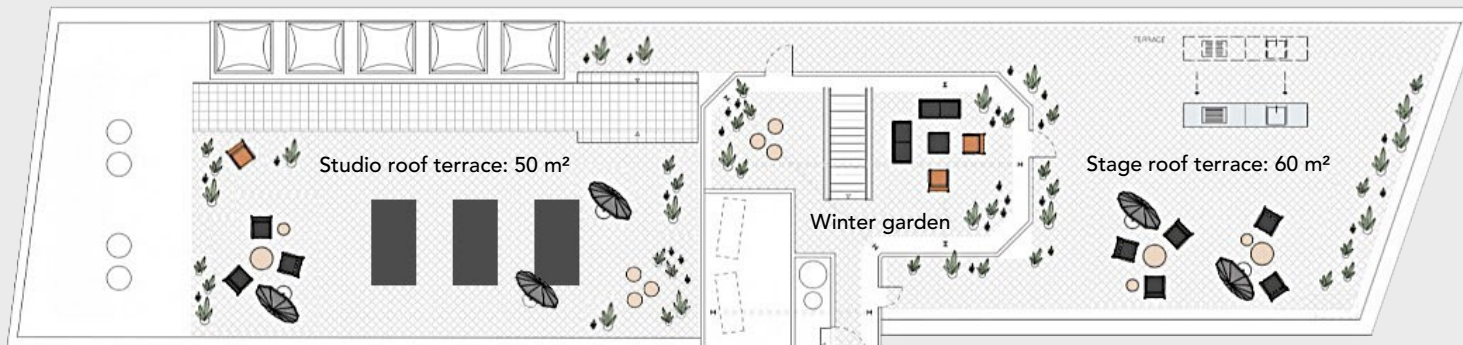 TERRACE
Studio roof terrace: 50 m²
Stage roof terrace: 60 m²
Winter garden